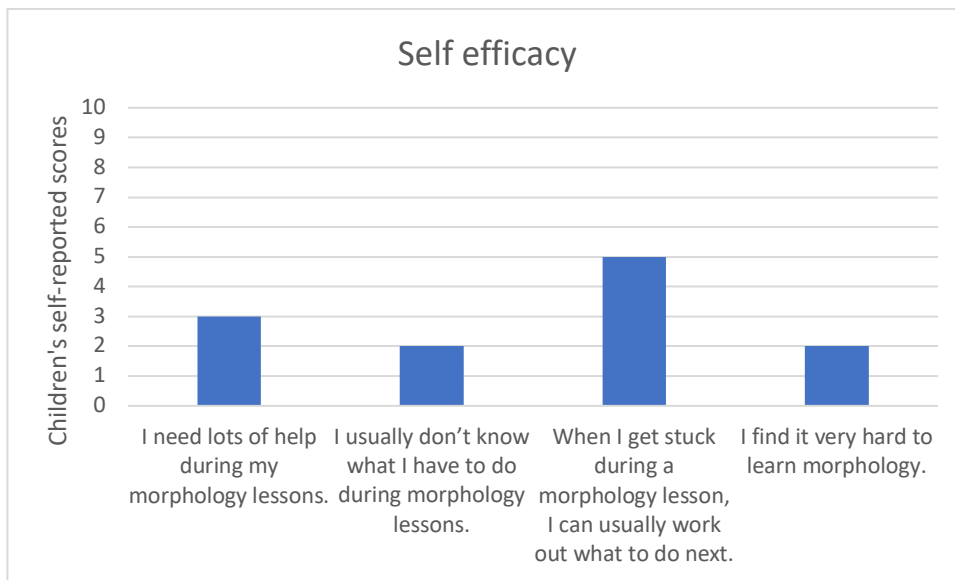 Self efficacy
Children's self-reported scores
10
9
8
7
6
5
4
3
2
1
0
I need lots of help
during my
morphology lessons.
I usually don’t know
what I have to do
during morphology
lessons.
When I get stuck
during a
morphology lesson,
I can usually work
out what to do next.
I find it very hard to
learn morphology.